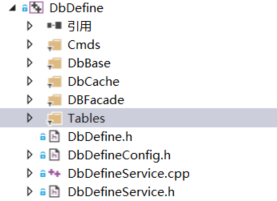 DbDefine
引用
Cmds
DbBase
DbCache
DBFacade
Tables
DbDefine.h
DbDefineConfig.h
DbDefineService.cpp
DbDefineService.h